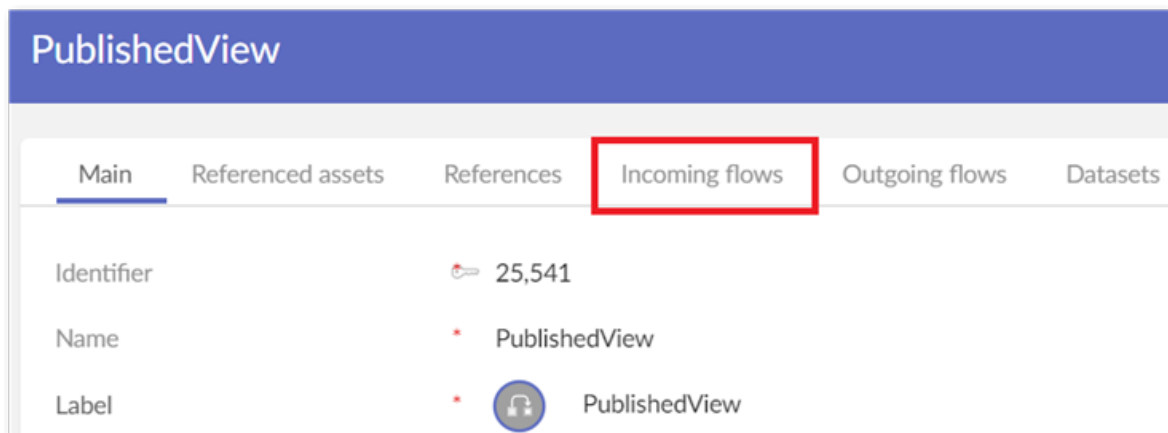 PublishedView
Main Referenced assets References Incoming flows Outgoing flows Datasets
Identifier 25,541
Name * PublishedView
Label * PublishedView